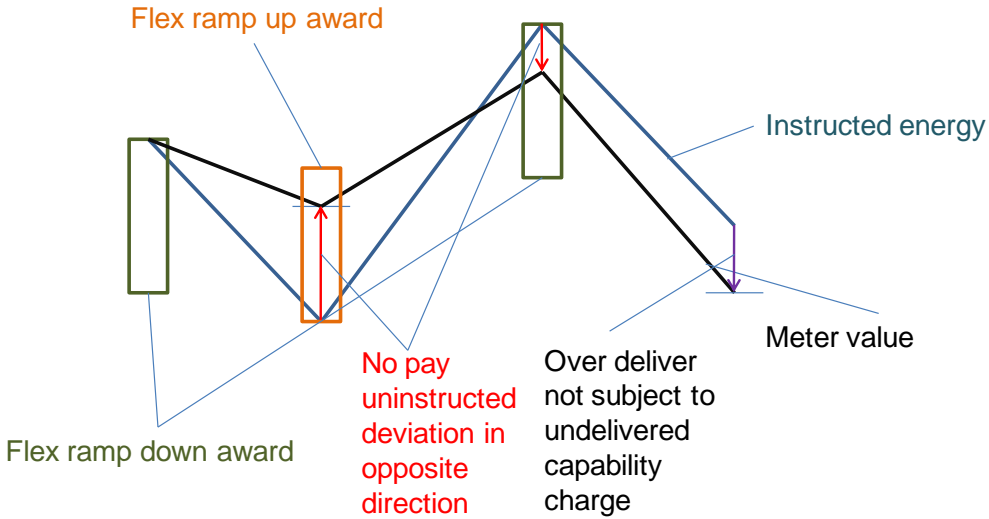 Flex ramp up award
Instructed energy
Meter value
No pay
uninstructed
deviation in
opposite
direction
Over deliver
not subject to
undelivered
capability
charge
Flex ramp down award